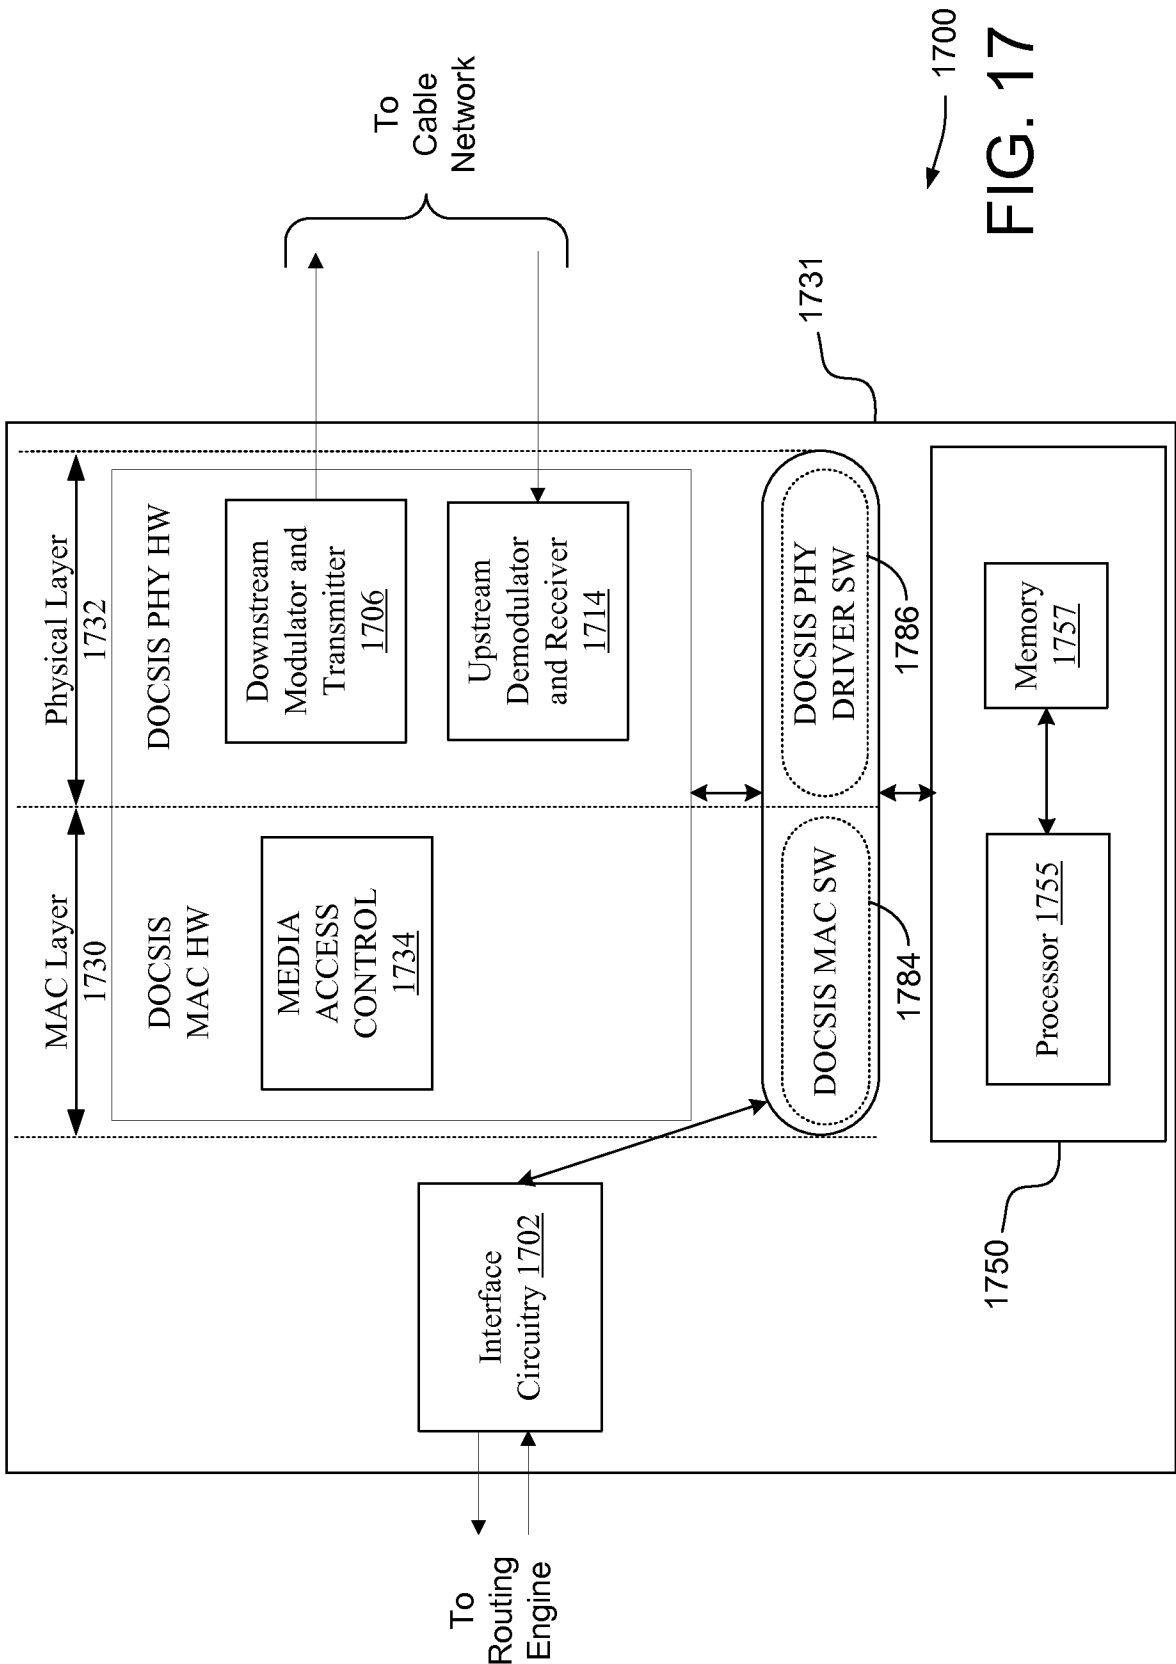 MAC Layer
1730
Physical Layer
1732
DOCSIS
MAC HW
DOCSIS PHY HW
MEDIA
ACCESS
CONTROL
1734
Downstream
Modulator and
Transmitter
1706
Upstream
Demodulator
and Receiver
1714
To
Cable
Network
Interface
Circuitry 1702
To
Routing
Engine
DOCSIS MAC SW
DOCSIS PHY
DRIVER SW
1784
1786
1731
Processor 1755
Memory
1757
1750
1700
FIG. 17